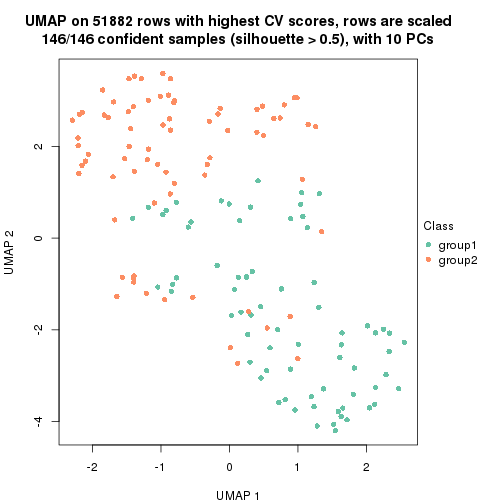 UMAP on 51882 rows with highest CV scores, rows are scaled
146/146 confident samples (silhouette > 0.5), with 10 PCs
UMAP 2
2
0
-2
-4
-2
-1
0
1
2
UMAP 1
Class
group1
group2